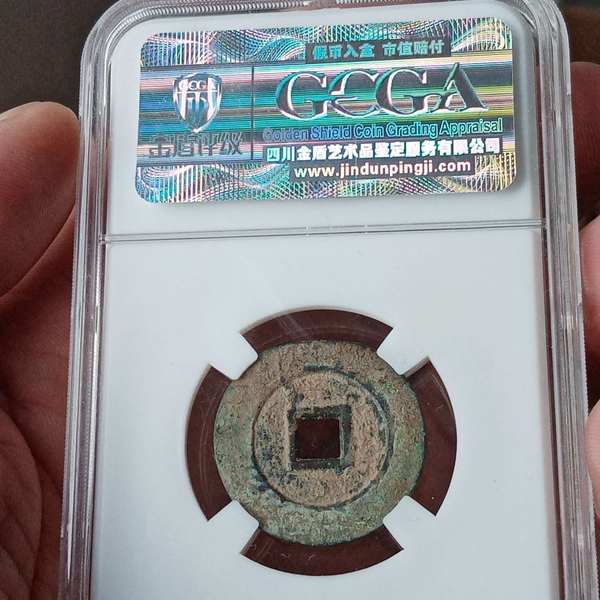 假币入盒 市值赔付
GCGA
GCGA
金盾评级
Golden Shield Coin Grading Appraisal
四川金盾艺术品鉴定服务有限公司
www.jindunpingji.com